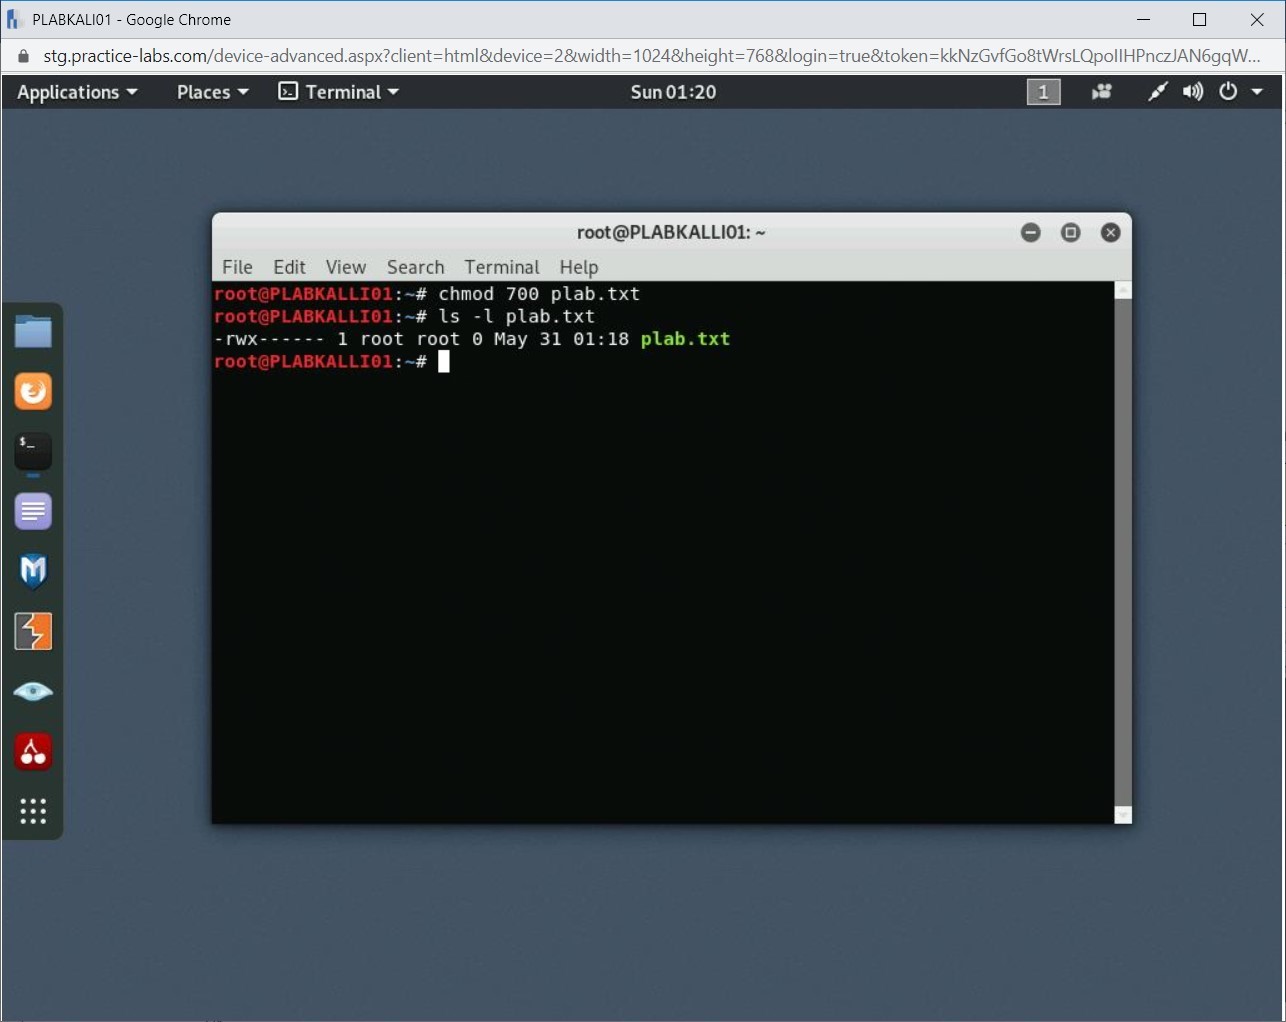 PLABKALI01 - Google Chrome
stg.practice-labs.com/device-advanced.aspx?client=html&device=2&width=1024&height=768&login=true&token=kkNzGvfGo8tWrsLQpoIIHPnczJAN6gqW...
Applications Places Terminal Sun 01:20 1
root@PLABKALLI01: ~
File Edit View Search Terminal Help
root@PLABKALLI01:~# chmod 700 plab.txt
root@PLABKALLI01:~# ls -l plab.txt
-rwx------ 1 root root 0 May 31 01:18 plab.txt
root@PLABKALLI01:~#
$_